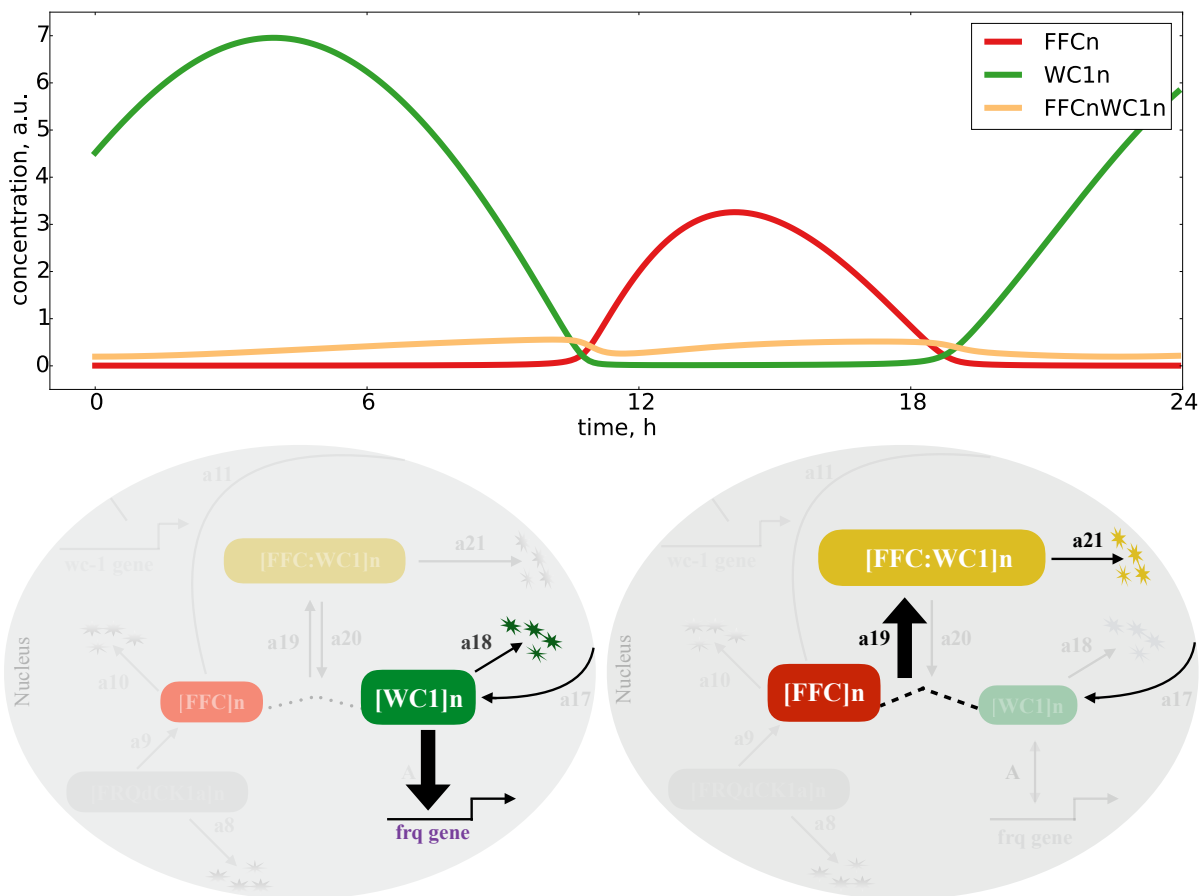 7
6
5
4
3
2
1
0
concentration, a.u.
FFCn
WC1n
FFCnWC1n
0
6
12
18
24
time, h
a11
wc-1 gene
[FFC:WC1]n
a21
a19
a20
a18
Nucleus
a10
[FFC]n
[WC1]n
a17
a9
A
a8
frq gene
a11
wc-1 gene
[FFC:WC1]n
a21
a19
a20
a18
Nucleus
a10
[FFC]n
[WC1]n
a17
a9
A
a8
frq gene